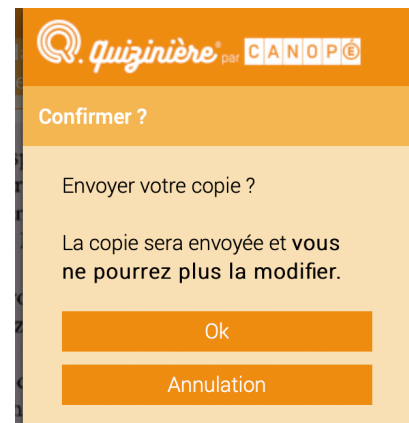 Quizinière par CANOPÉ
Confirmer ?
Envoyer votre copie ?
La copie sera envoyée et vous
ne pourrez plus la modifier.
Ok
Annulation